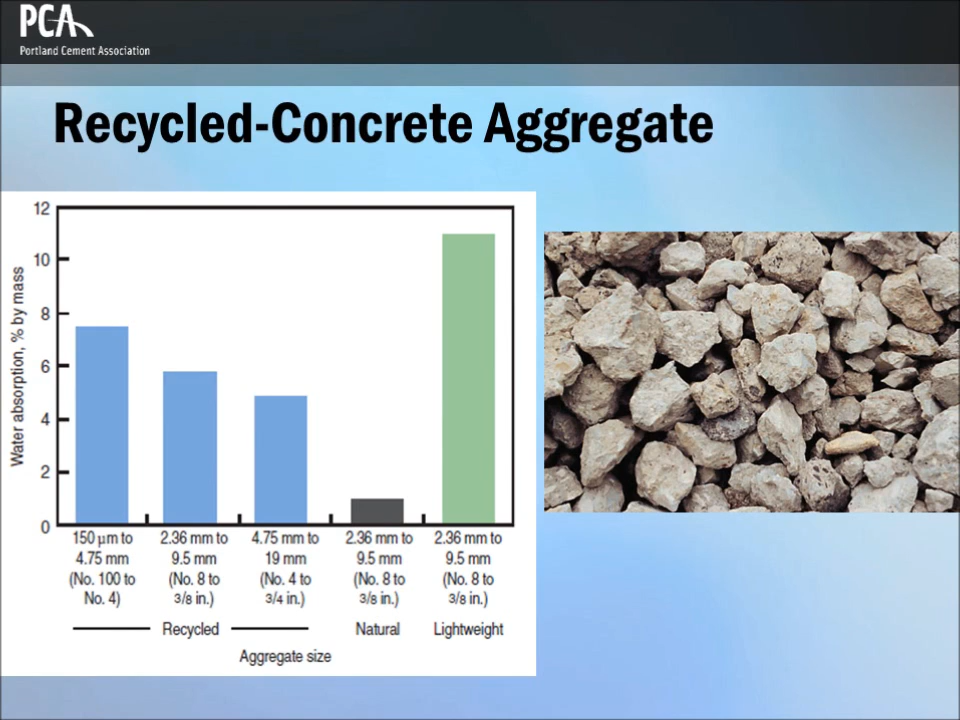 PCA
Portland Cement Association
Recycled-Concrete Aggregate
Water absorption, % by mass
12
10
8
6
4
2
0
150 µm to
4.75 mm
(No. 100 to
No. 4)
2.36 mm to
9.5 mm
(No. 8 to
3/8 in.)
4.75 mm to
19 mm
(No. 4 to
3/4 in.)
2.36 mm to
9.5 mm
(No. 8 to
3/8 in.)
2.36 mm to
9.5 mm
(No. 8 to
3/8 in.)
Recycled
Natural
Lightweight
Aggregate size